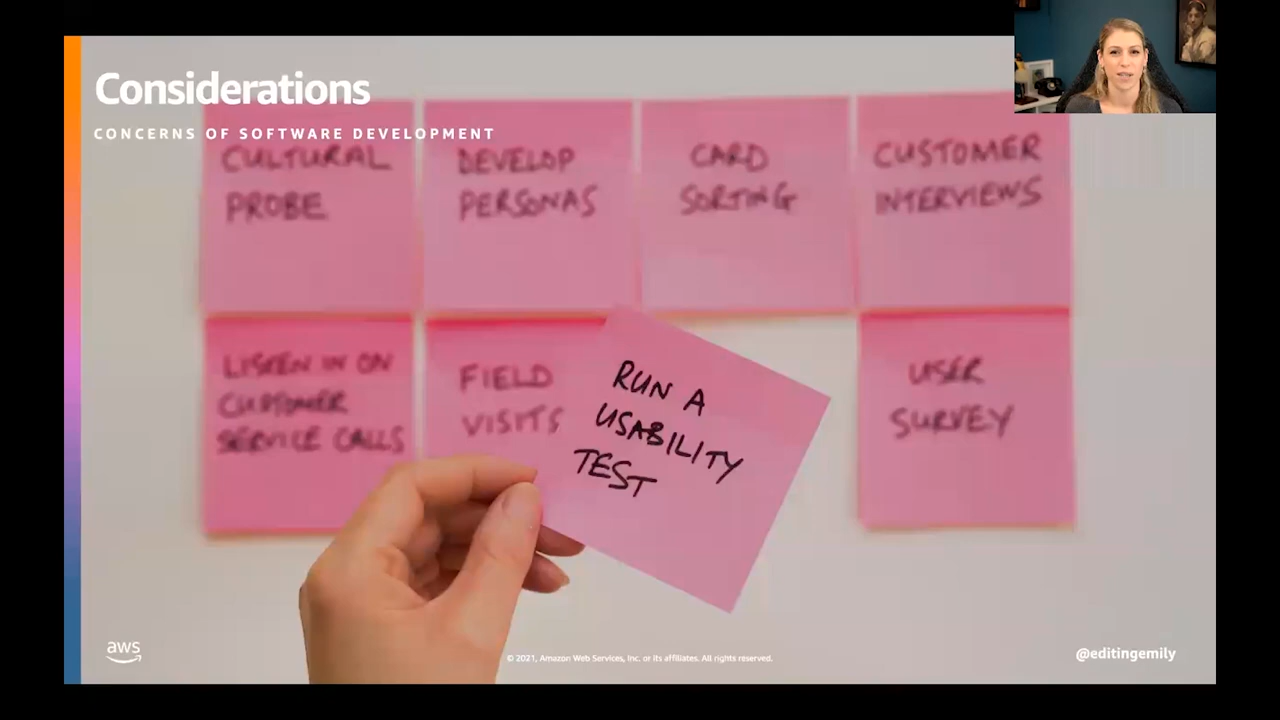 Considerations
CONCERNS OF SOFTWARE DEVELOPMENT
CULTURAL
PROBE
DEVELOP
PERSONAS
CARD
SORTING
CUSTOMER
INTERVIEWS
LISTEN IN ON
CUSTOMER
SERVICE CALLS
FIELD
VISITS
RUN A
USABILITY
TEST
USER
SURVEY
aws
© 2021, Amazon Web Services, Inc. or its affiliates. All rights reserved.
@editingemily